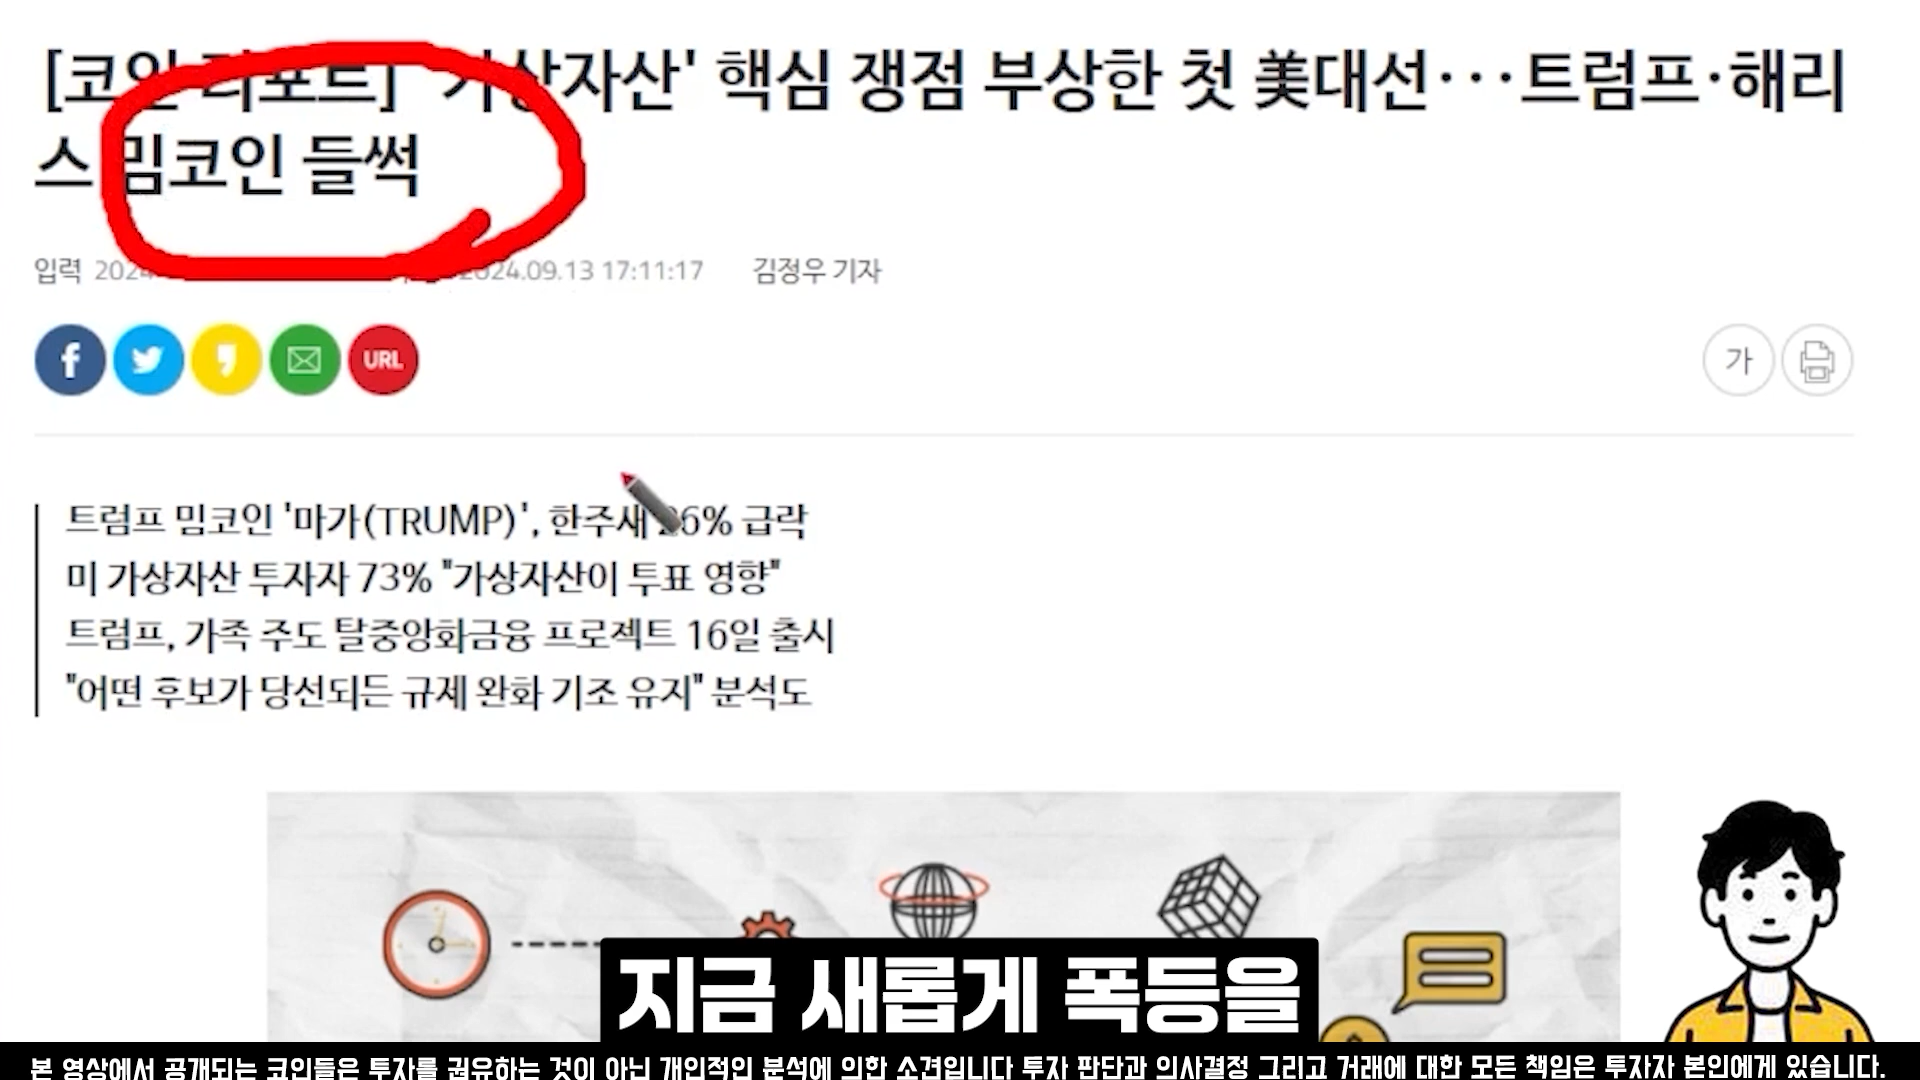 [코인 리포트] '가상자산' 핵심 쟁점 부상한 첫 美대선···트럼프·해리
스 밈코인 들썩
입력 2024. 2024.09.13 17:11:17 김정우 기자
f URL 가
트럼프 밈코인 '마가(TRUMP)', 한주새 26% 급락
미 가상자산 투자자 73% "가상자산이 투표 영향"
트럼프, 가족 주도 탈중앙화금융 프로젝트 16일 출시
"어떤 후보가 당선되든 규제 완화 기조 유지" 분석도
지금 새롭게 폭등을
본 영상에서 공개되는 코인들은 투자를 권유하는 것이 아닌 개인적인 분석에 의한 소견입니다 투자 판단과 의사결정 그리고 거래에 대한 모든 책임은 투자자 본인에게 있습니다.